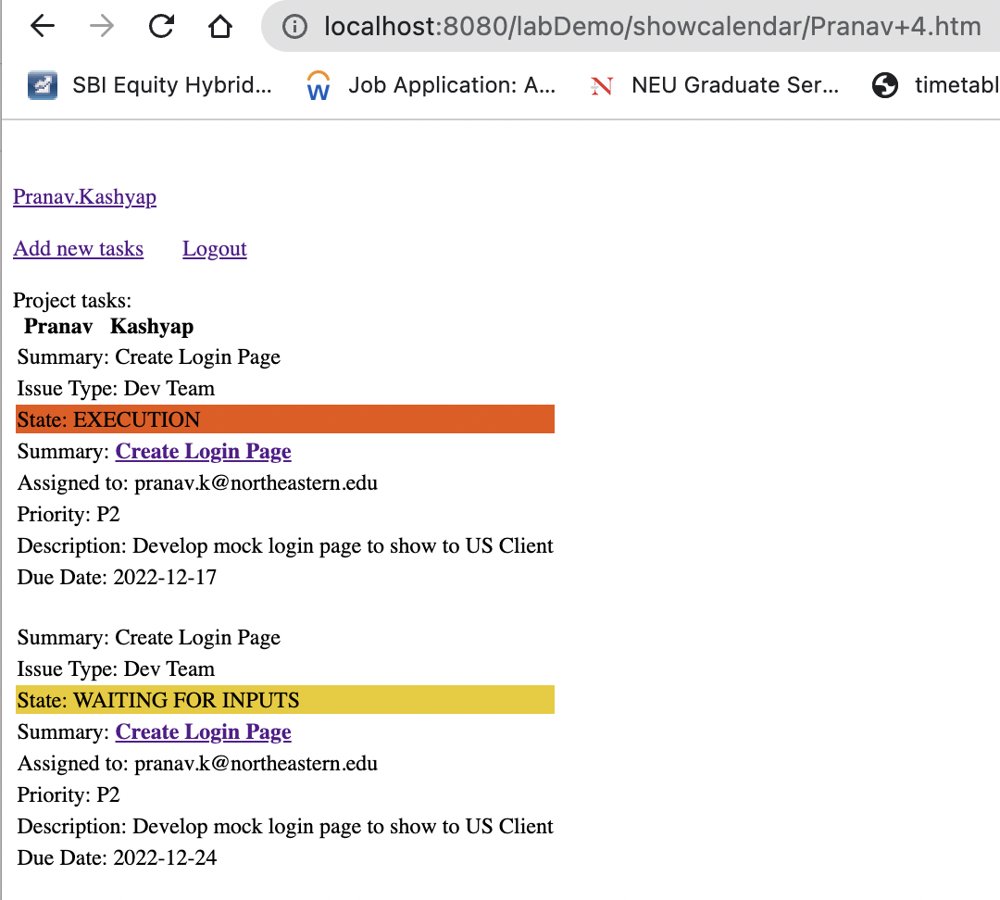 localhost:8080/labDemo/showcalendar/Pranav+4.htm
SBI Equity Hybrid... Job Application: A... NEU Graduate Ser... timetabl
Pranav.Kashyap
Add new tasks Logout
Project tasks:
Pranav Kashyap
Summary: Create Login Page
Issue Type: Dev Team
State: EXECUTION
Summary: Create Login Page
Assigned to: pranav.k@northeastern.edu
Priority: P2
Description: Develop mock login page to show to US Client
Due Date: 2022-12-17
Summary: Create Login Page
Issue Type: Dev Team
State: WAITING FOR INPUTS
Summary: Create Login Page
Assigned to: pranav.k@northeastern.edu
Priority: P2
Description: Develop mock login page to show to US Client
Due Date: 2022-12-24